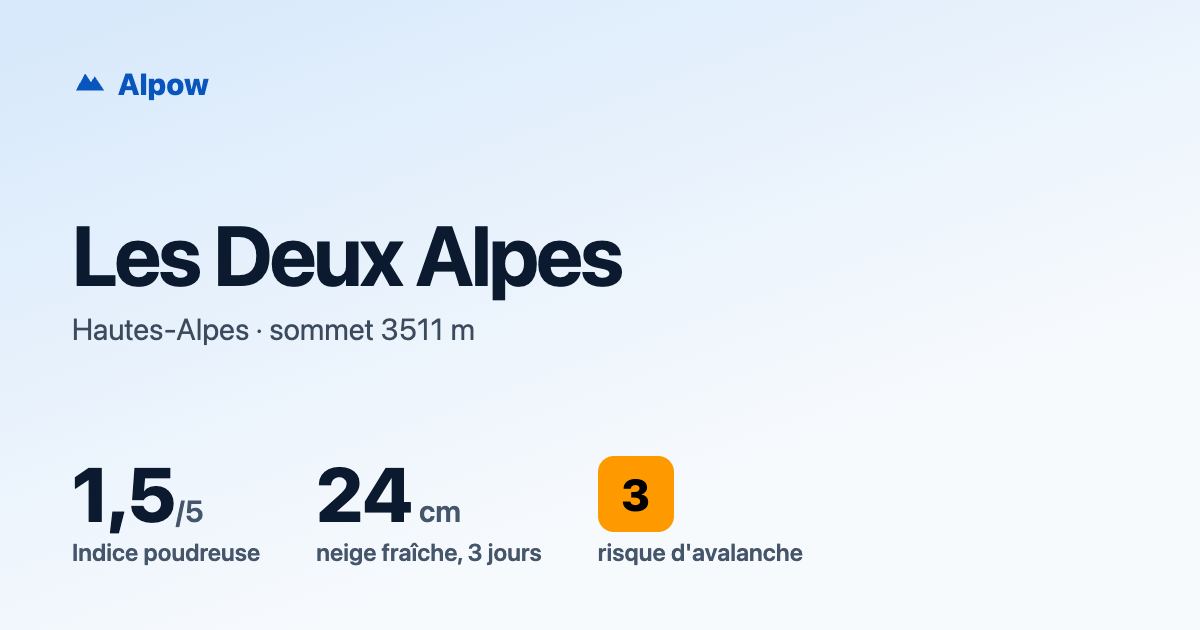 Alpow
Les Deux Alpes
Hautes-Alpes · sommet 3511 m
1,5/5
Indice poudreuse
24 cm
neige fraîche, 3 jours
3
risque d'avalanche